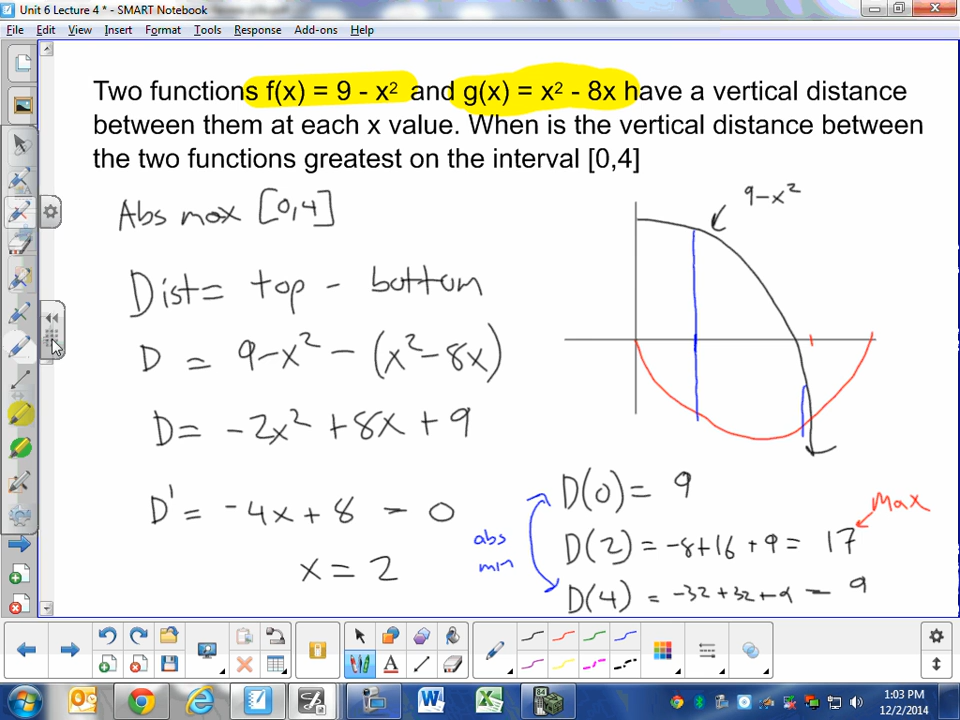 Unit 6 Lecture 4 * - SMART Notebook
File Edit View Insert Format Tools Response Add-ons Help
Two functions f(x) = 9 - x² and g(x) = x² - 8x have a vertical distance
between them at each x value. When is the vertical distance between
the two functions greatest on the interval [0,4]
Abs max [0,4]
9-x²
Dist = top - bottom
D = 9-x² - (x²-8x)
D = -2x² + 8x + 9
D' = -4x + 8 = 0
x = 2
D(0) = 9
Max
abs
min
D(2) = -8+16 + 9 = 17
D(4) = -32+32+9 = 9
1:03 PM
12/2/2014